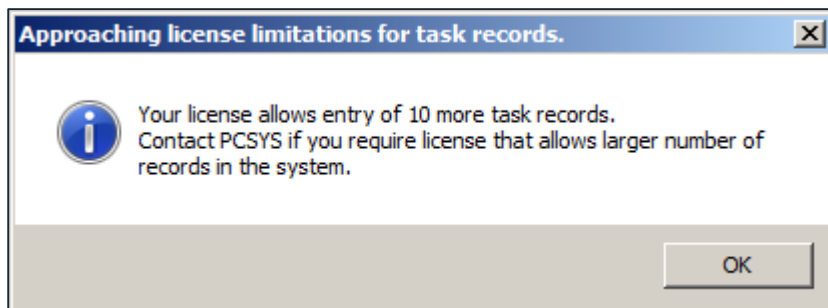 Approaching license limitations for task records.
Your license allows entry of 10 more task records.
Contact PCSYS if you require license that allows larger number of
records in the system.
OK